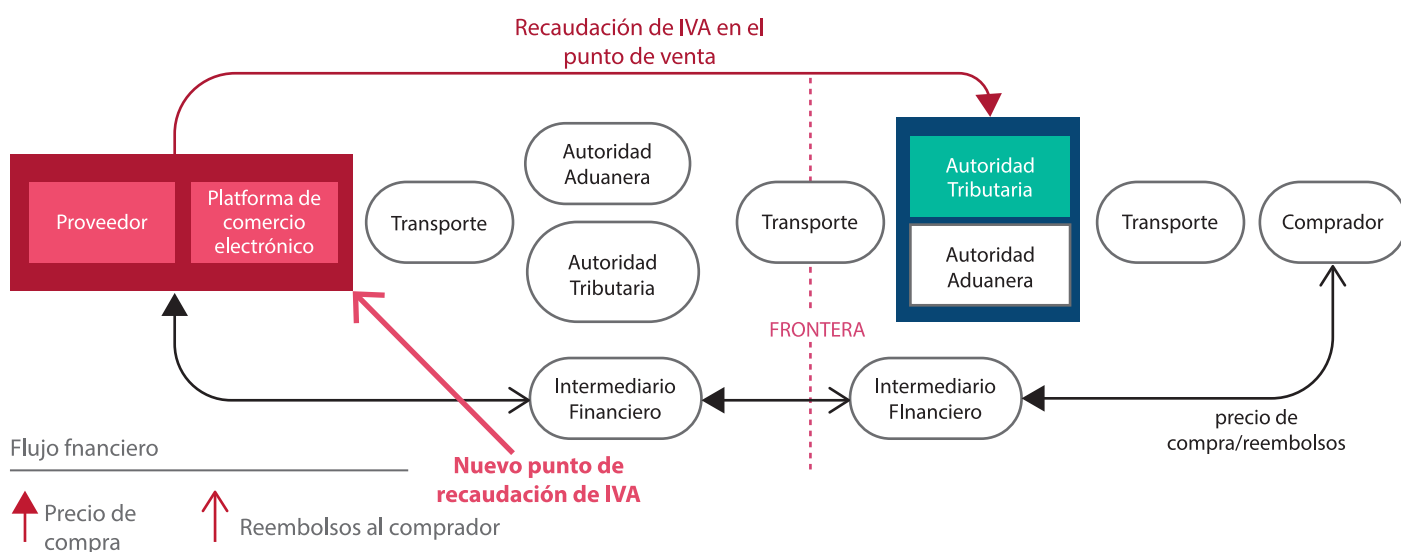 Recaudación de IVA en el
punto de venta
Autoridad
Aduanera
Autoridad
Tributaria
Proveedor
Platforma de
comercio
electrónico
Transporte
Transporte
Transporte
Comprador
Autoridad
Tributaria
Autoridad
Aduanera
FRONTERA
Intermediario
Financiero
Intermediario
FInanciero
precio de
compra/reembolsos
Flujo fnanciero
Nuevo punto de
recaudación de IVA
Precio de
compra
Reembolsos al comprador